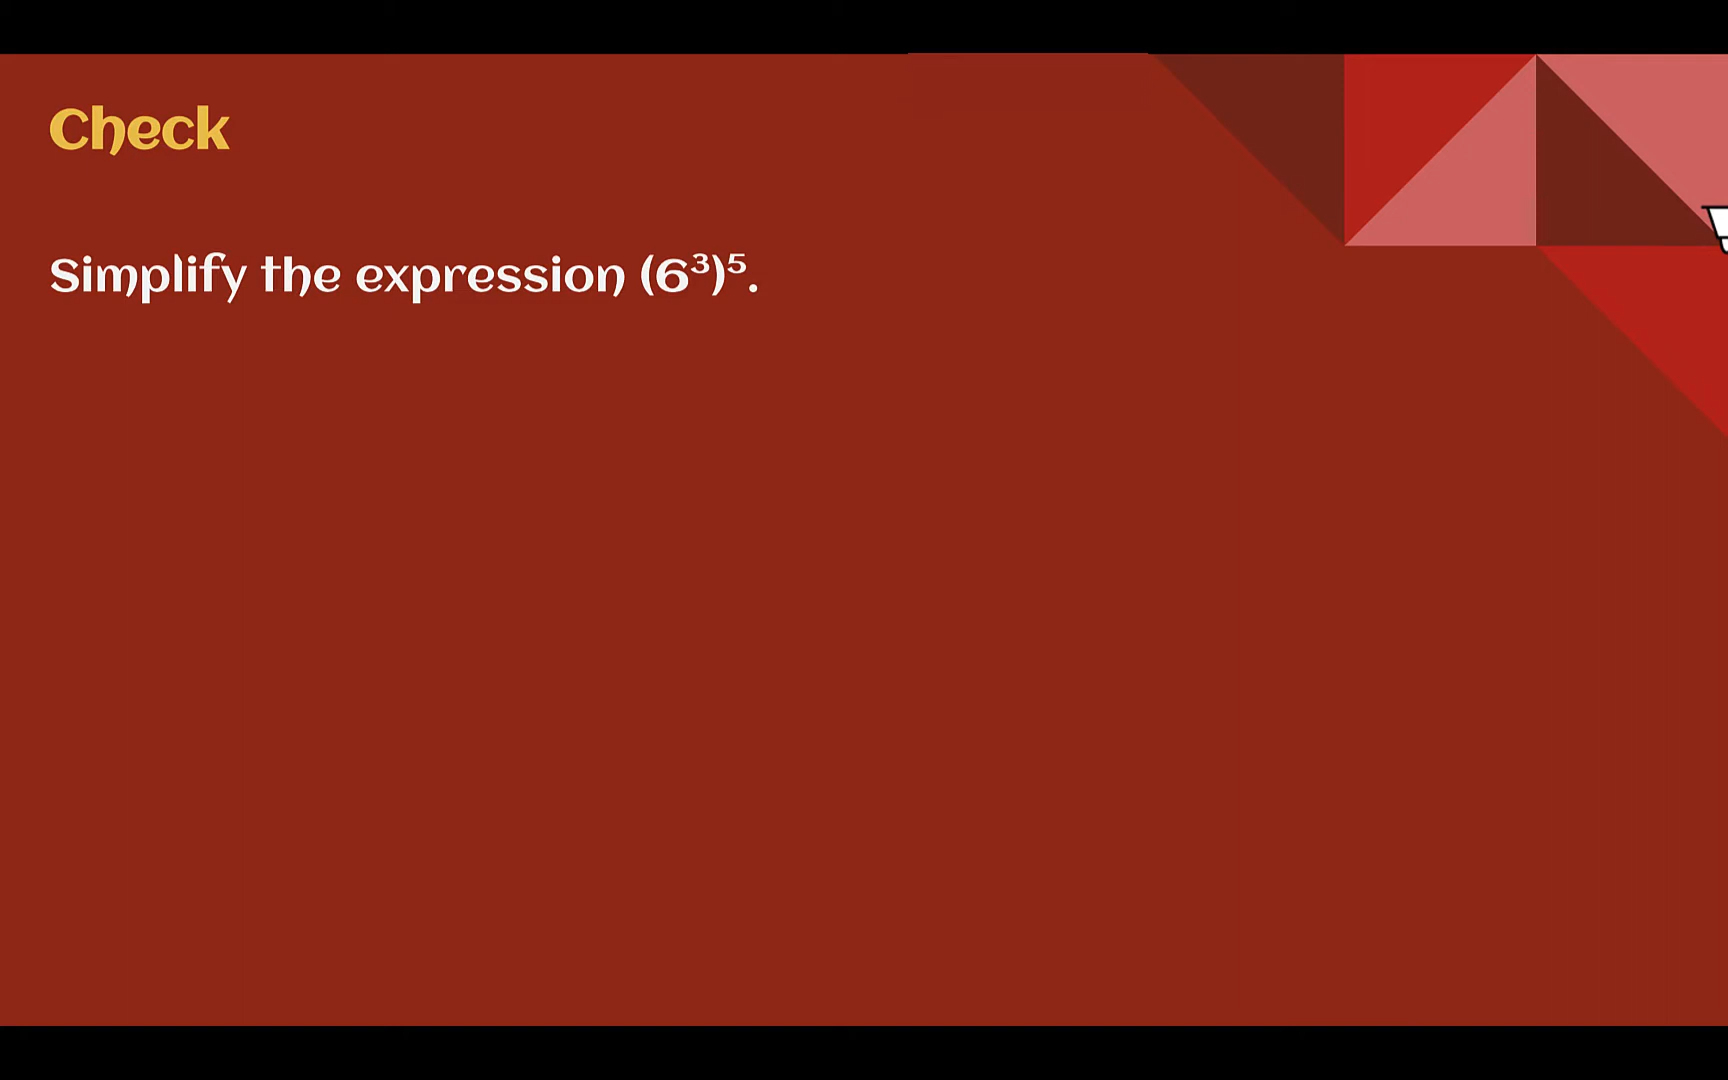 Check
Simplify the expression (6³)⁵.